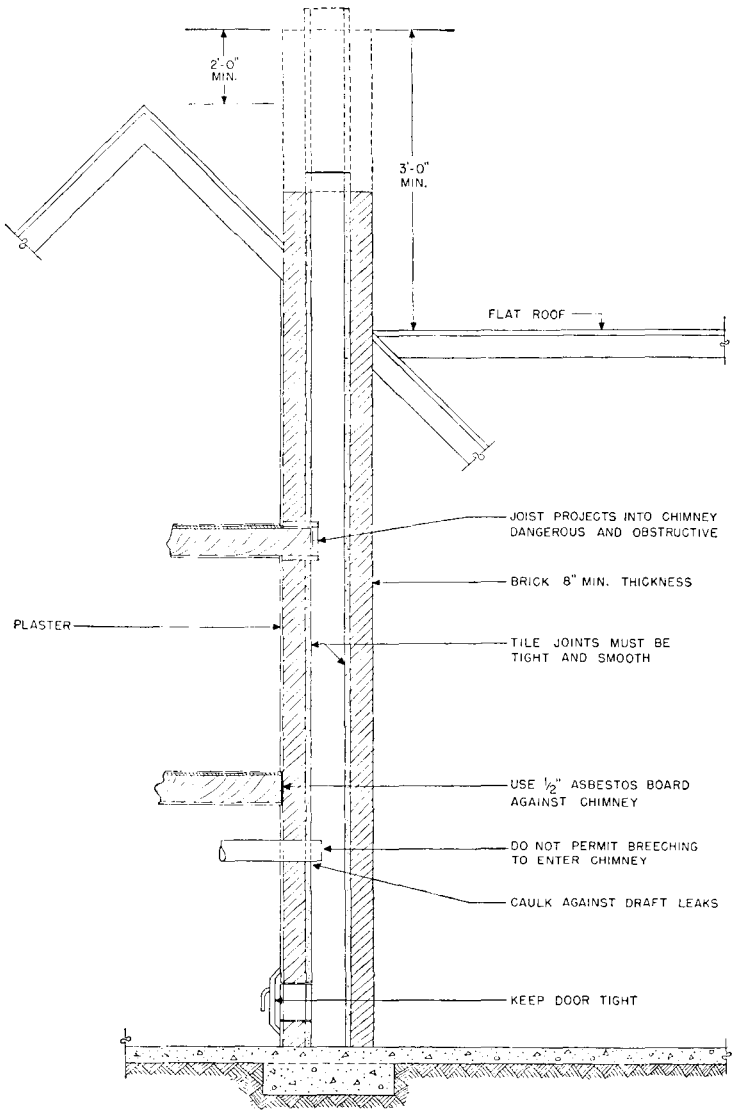 2'-0"
MIN.
3'-0"
MIN.
FLAT ROOF
JOIST PROJECTS INTO CHIMNEY
DANGEROUS AND OBSTRUCTIVE
BRICK 8" MIN. THICKNESS
PLASTER
TILE JOINTS MUST BE
TIGHT AND SMOOTH
USE 1/2" ASBESTOS BOARD
AGAINST CHIMNEY
DO NOT PERMIT BREECHING
TO ENTER CHIMNEY
CAULK AGAINST DRAFT LEAKS
KEEP DOOR TIGHT